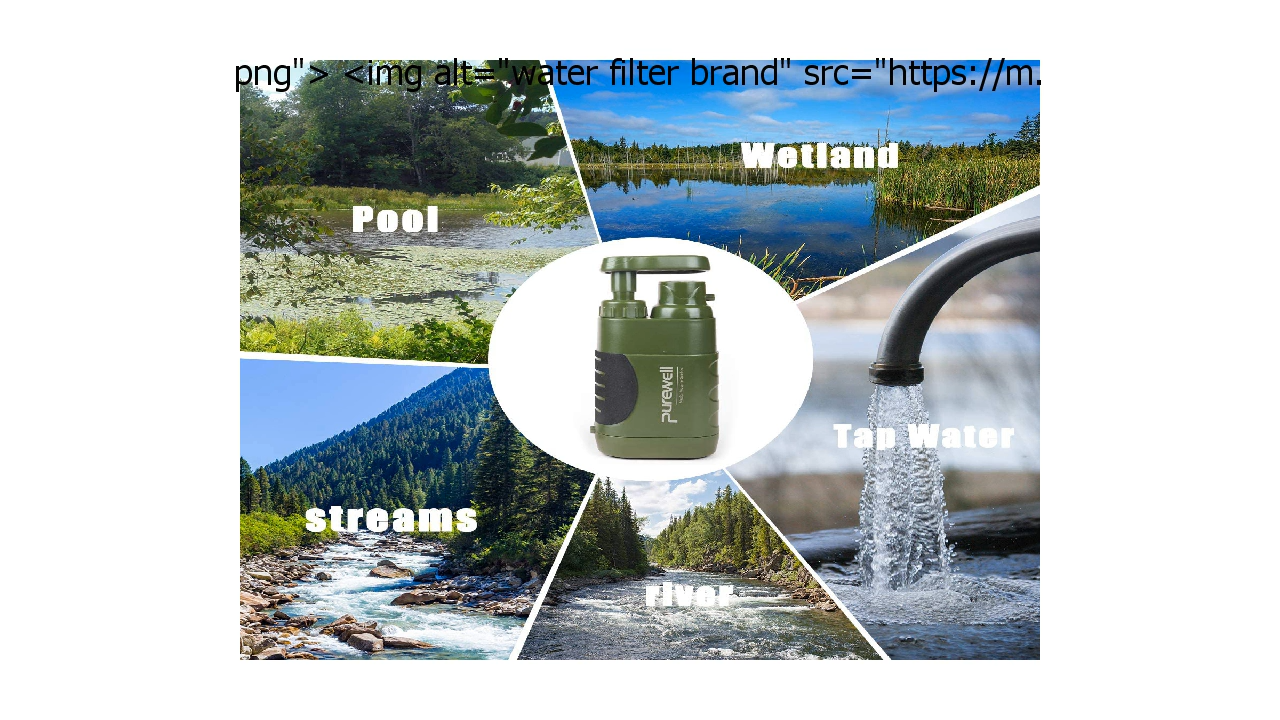 png"> <img alt="water filter brand" src="https://m.
Wetland
Pool
purewell
Tap Water
streams
river